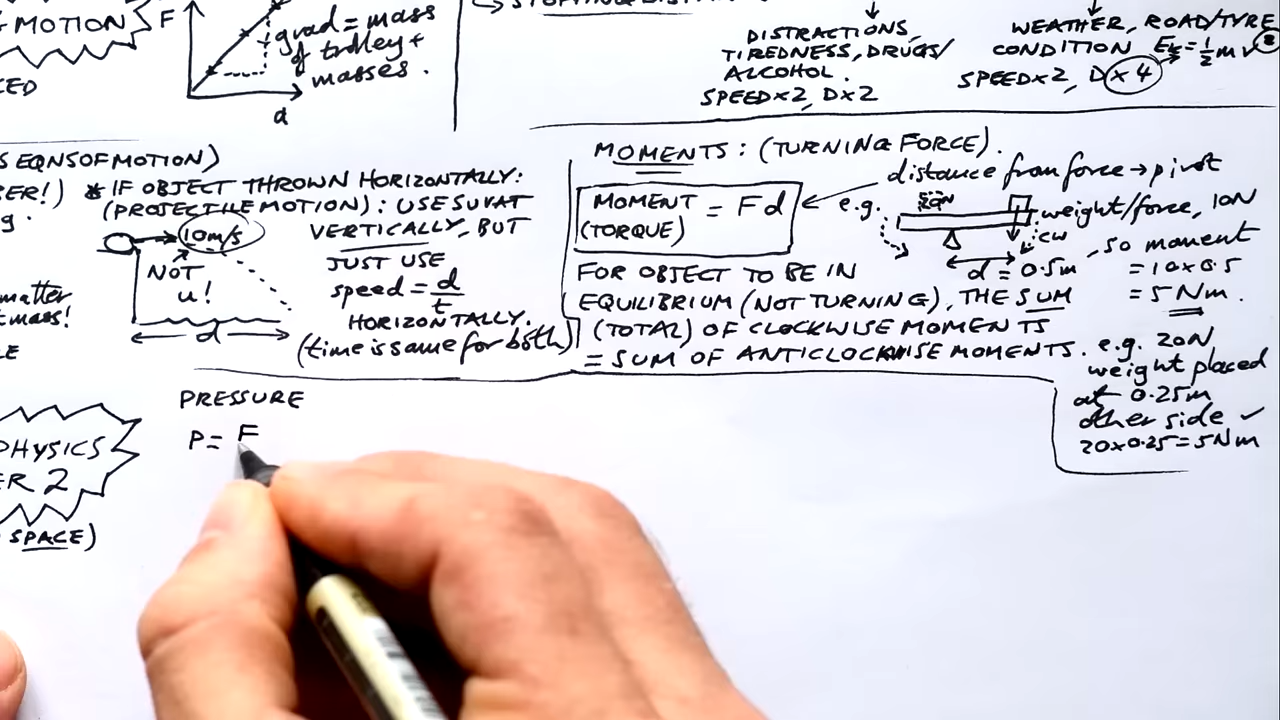 MOTION
F
a
grad = mass
of trolley +
masses.
DISTRACTIONS,
TIREDNESS, DRUGS/
ALCOHOL.
SPEED×2, D×2
WEATHER, ROAD/TYRE
CONDITION Ek = ½mv²
SPEED×2, D×4
EQNS OF MOTION)
* IF OBJECT THROWN HORIZONTALLY:
(PROJECTILE MOTION): USE SUVAT
VERTICALLY, BUT
JUST USE
speed = d/t
HORIZONTALLY.
(time is same for both)
10m/s
NOT
u!
d
g.
matter
mass!
MOMENTS: (TURNING FORCE).
MOMENT = Fd
(TORQUE)
distance from force → pivot
e.g.
20N
weight/force, 10N
cw
d = 0.5m
so moment
= 10×0.5
= 5Nm.
FOR OBJECT TO BE IN
EQUILIBRIUM (NOT TURNING), THE SUM
(TOTAL) OF CLOCKWISE MOMENTS
= SUM OF ANTICLOCKWISE MOMENTS.
e.g. 20N
weight placed
at 0.25m
other side ✓
20×0.25=5Nm
PRESSURE
P = F
PHYSICS
2
SPACE)